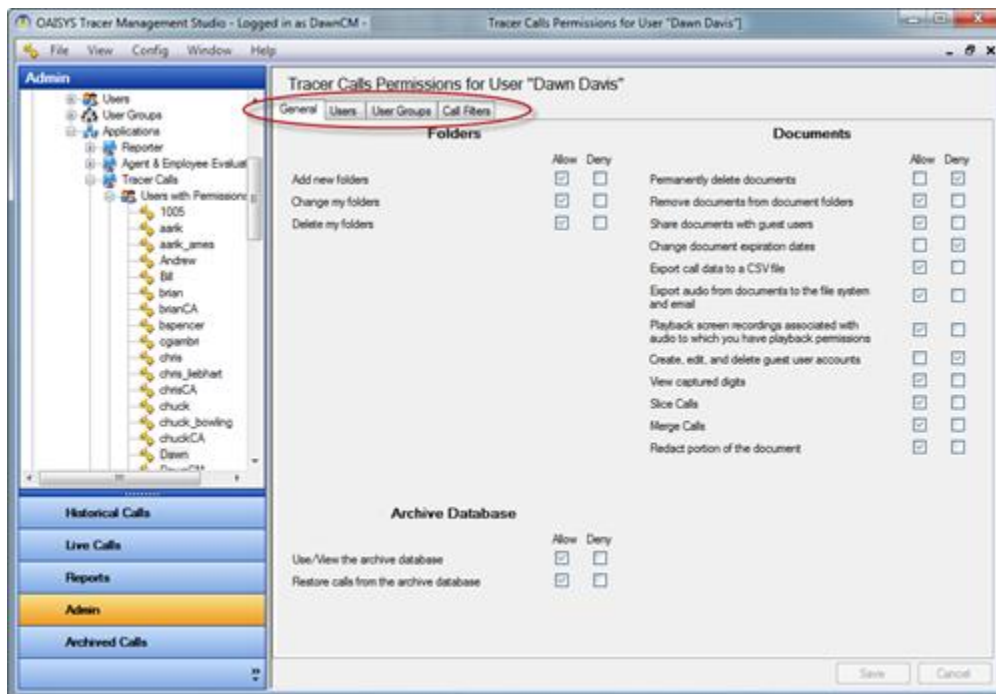 OAISYS Tracer Management Studio - Logged in as DawnCM - Tracer Calls Permissions for User "Dawn Davis"]
File View Config Window Help
Admin
Users
User Groups
Applications
Reporter
Agent & Employee Evaluat
Tracer Calls
Users with Permissions
1005
aarik
aarik_ames
Andrew
Bill
brian
brianCA
bspencer
cgiambri
chris
chris_liebhart
chrisCA
chuck
chuck_bowling
chuckCA
Dawn
DawnCM
Historical Calls
Live Calls
Reports
Admin
Archived Calls
Tracer Calls Permissions for User "Dawn Davis"
General Users User Groups Call Filters
Folders
Allow Deny
Add new folders
Change my folders
Delete my folders
Documents
Allow Deny
Permanently delete documents
Remove documents from document folders
Share documents with guest users
Change document expiration dates
Export call data to a CSV file
Export audio from documents to the file system
and email
Playback screen recordings associated with
audio to which you have playback permissions
Create, edit, and delete guest user accounts
View captured digits
Slice Calls
Merge Calls
Redact portion of the document
Archive Database
Allow Deny
Use/View the archive database
Restore calls from the archive database
Save Cancel